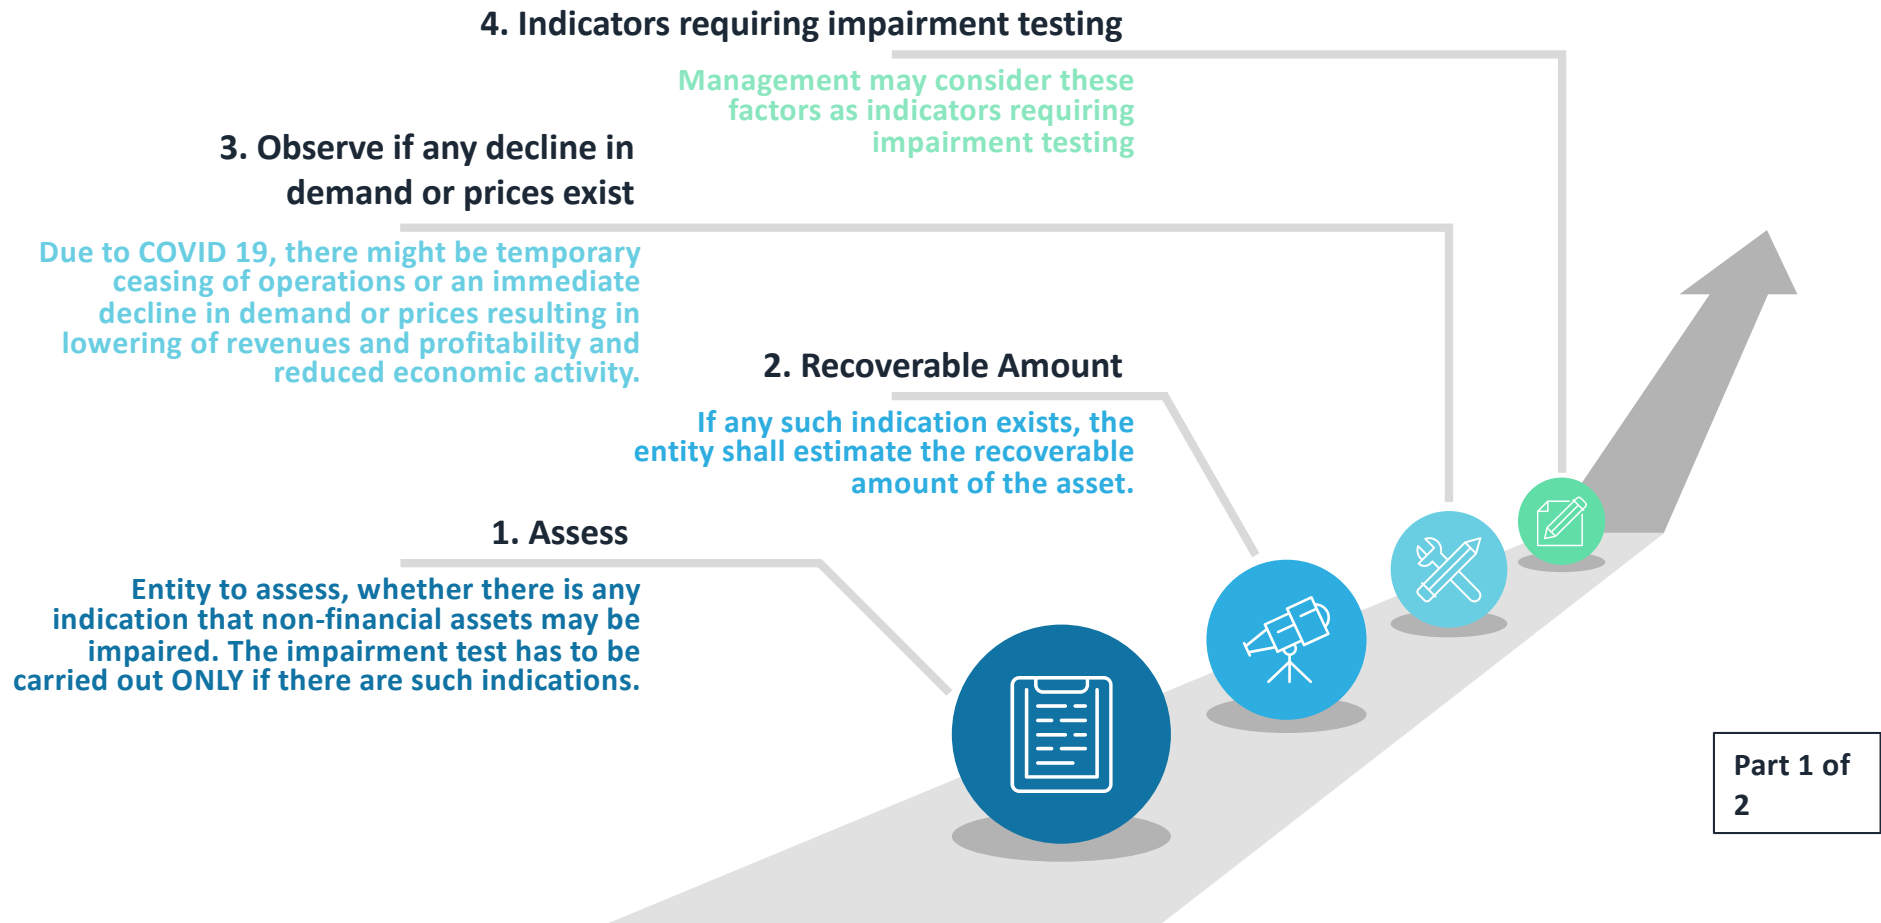 4. Indicators requiring impairment testing
Management may consider these
factors as indicators requiring
impairment testing
3. Observe if any decline in
demand or prices exist
Due to COVID 19, there might be temporary
ceasing of operations or an immediate
decline in demand or prices resulting in
lowering of revenues and profitability and
reduced economic activity.
2. Recoverable Amount
If any such indication exists, the
entity shall estimate the recoverable
amount of the asset.
1. Assess
Entity to assess, whether there is any
indication that non-financial assets may be
impaired. The impairment test has to be
carried out ONLY if there are such indications.
Part 1 of
2